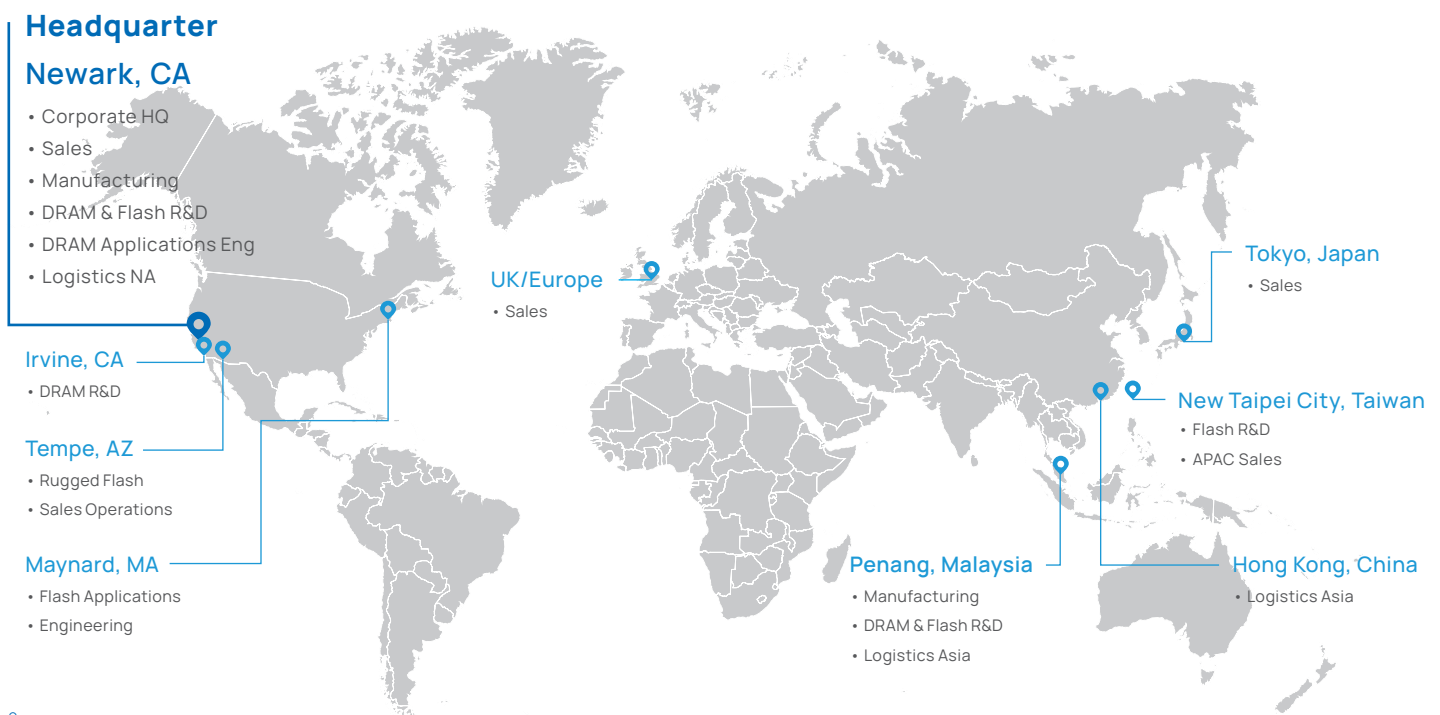 Headquarter
Newark, CA
• Corporate HQ
• Sales
• Manufacturing
• DRAM & Flash R&D
• DRAM Applications Eng
• Logistics NA
Irvine, CA
• DRAM R&D
Tempe, AZ
• Rugged Flash
• Sales Operations
Maynard, MA
• Flash Applications
• Engineering
UK/Europe
• Sales
Penang, Malaysia
• Manufacturing
• DRAM & Flash R&D
• Logistics Asia
Tokyo, Japan
• Sales
New Taipei City, Taiwan
• Flash R&D
• APAC Sales
Hong Kong, China
• Logistics Asia